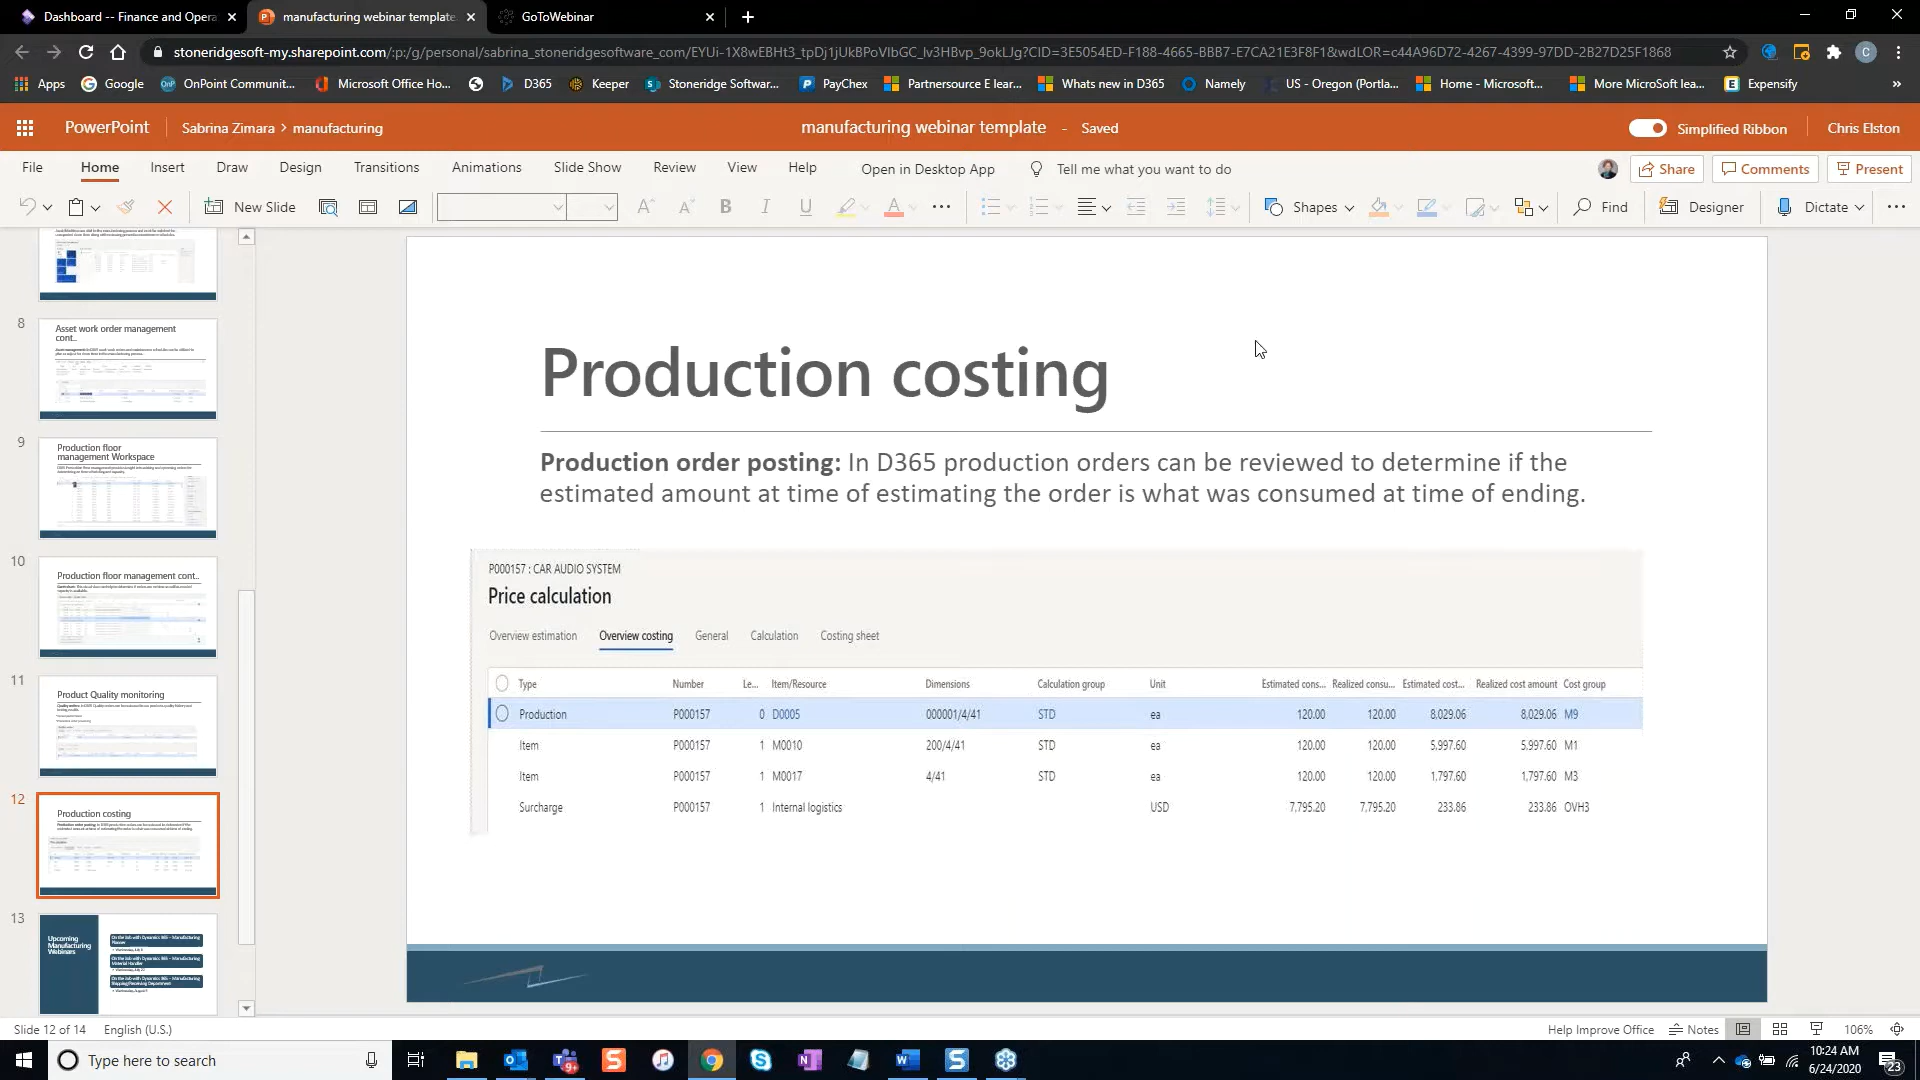 Dashboard -- Finance and Opera
manufacturing webinar template.
GoToWebinar
stoneridgesoft-my.sharepoint.com/:p:/g/personal/sabrina_stoneridgesoftware_com/EYUi-1X8wEBHt3_tpDj1jUkBPoVIbGC_lv3HBvp_9okLJg?CID=3E5054ED-F188-4665-BBB7-E7CA21E3F8F1&wdLOR=c44A96D72-4267-4399-97DD-2B27D25F1868
Apps Google OnPoint Communit... Microsoft Office Ho... D365 Keeper Stoneridge Softwar... PayChex Partnersource E lear... Whats new in D365 Namely US - Oregon (Portla... Home - Microsoft... More MicroSoft lea... Expensify
PowerPoint Sabrina Zimara > manufacturing manufacturing webinar template - Saved Simplified Ribbon Chris Elston
File Home Insert Draw Design Transitions Animations Slide Show Review View Help Open in Desktop App Tell me what you want to do Share Comments Present
New Slide Shapes Find Designer Dictate
8
Asset work order management
cont..
9
Production floor
management Workspace
10
Production floor management cont..
11
Product Quality monitoring
12
Production costing
13
Upcoming
Manufacturing
Webinars
Production costing
Production order posting: In D365 production orders can be reviewed to determine if the
estimated amount at time of estimating the order is what was consumed at time of ending.
P000157 : CAR AUDIO SYSTEM
Price calculation
Overview estimation Overview costing General Calculation Costing sheet
Type Number Le... Item/Resource Dimensions Calculation group Unit Estimated cons... Realized consu... Estimated cost... Realized cost amount Cost group
Production P000157 0 D0005 000001/4/41 STD ea 120.00 120.00 8,029.06 8,029.06 M9
Item P000157 1 M0010 200/4/41 STD ea 120.00 120.00 5,997.60 5,997.60 M1
Item P000157 1 M0017 4/41 STD ea 120.00 120.00 1,797.60 1,797.60 M3
Surcharge P000157 1 Internal logistics USD 7,795.20 7,795.20 233.86 233.86 OVH3
Slide 12 of 14 English (U.S.) Help Improve Office Notes 106%
Type here to search
10:24 AM
6/24/2020
23